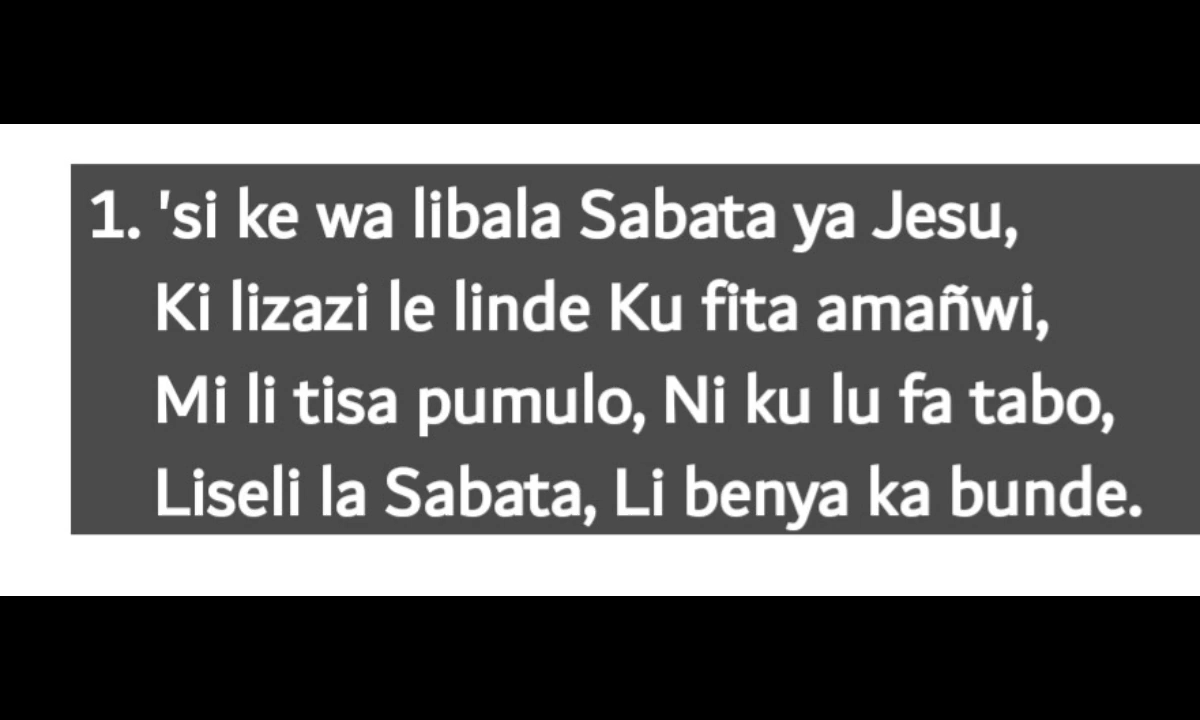 1. 'si ke wa libala Sabata ya Jesu,
Ki lizazi le linde Ku fita amañwi,
Mi li tisa pumulo, Ni ku lu fa tabo,
Liseli la Sabata, Li benya ka bunde.